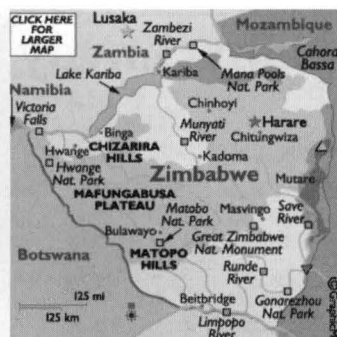 CLICK HERE
FOR
LARGER
MAP
Lusaka
Zambia
Zambezi
River
Mozambique
Cahora
Bassa
Lake Kariba
Kariba
Mana Pools
Nat. Park
Namibia
Victoria
Falls
Chinhoyi
Harare
Chitungwiza
Munyati
River
Binga
CHIZARIRA
HILLS
Hwange
Hwange
Nat. Park
Kadoma
Zimbabwe
MAFUNGABUSA
PLATEAU
Mutare
Matobo
Nat. Park
Masvingo
Save
River
Bulawayo
Great Zimbabwe
Nat. Monument
MATOPO
HILLS
Botswana
Runde
River
125 mi
125 km
Beitbridge
Limpopo
River
Gonarezhou
Nat. Park